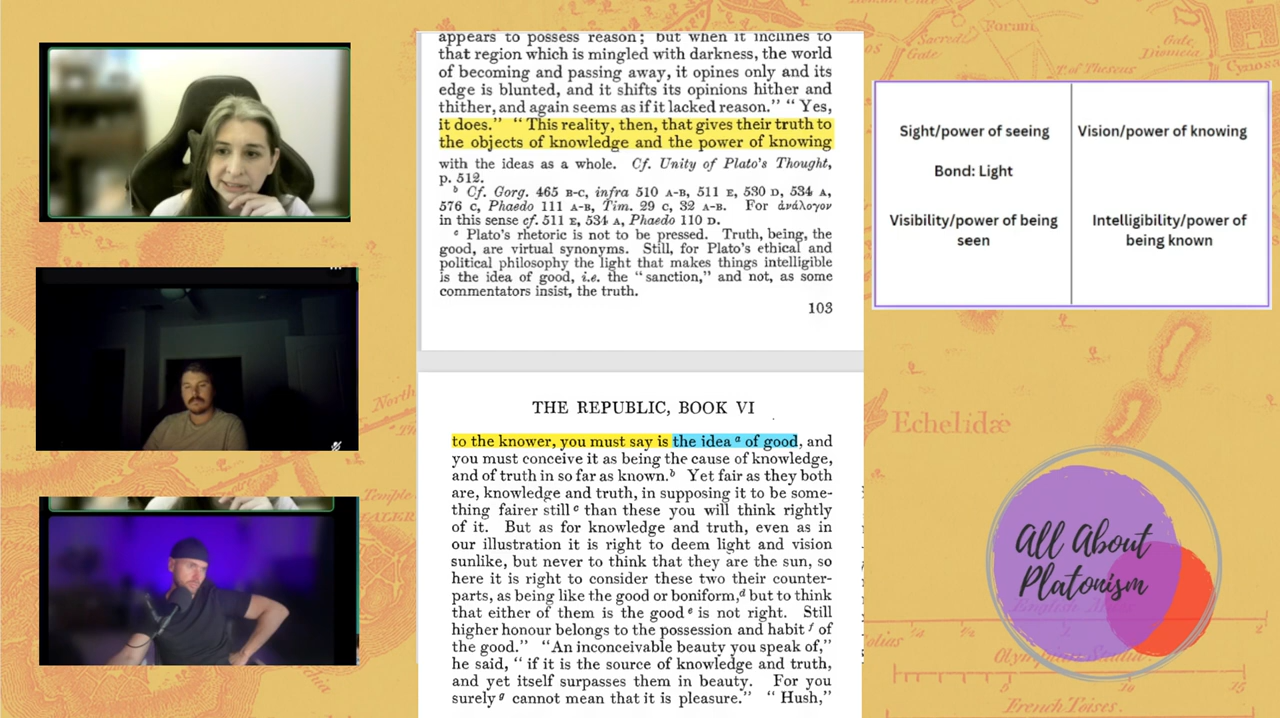 appears to possess reason; but when it inclines to
that region which is mingled with darkness, the world
of becoming and passing away, it opines only and its
edge is blunted, and it shifts its opinions hither and
thither, and again seems as if it lacked reason.” “ Yes,
it does.” “ This reality, then, that gives their truth to
the objects of knowledge and the power of knowing
with the ideas as a whole. Cf. Unity of Plato's Thought,
p. 512.
b Cf. Gorg. 465 B-C, infra 510 A-B, 511 E, 530 D, 534 A,
576 C, Phaedo 111 A-B, Tim. 29 C, 32 A-B. For ἀνάλογον
in this sense cf. 511 E, 534 A, Phaedo 110 D.
c Plato's rhetoric is not to be pressed. Truth, being, the
good, are virtual synonyms. Still, for Plato's ethical and
political philosophy the light that makes things intelligible
is the idea of good, i.e. the “sanction,” and not, as some
commentators insist, the truth.
103
THE REPUBLIC, BOOK VI
to the knower, you must say is the idea a of good, and
you must conceive it as being the cause of knowledge,
and of truth in so far as known.b Yet fair as they both
are, knowledge and truth, in supposing it to be some-
thing fairer still c than these you will think rightly
of it. But as for knowledge and truth, even as in
our illustration it is right to deem light and vision
sunlike, but never to think that they are the sun, so
here it is right to consider these two their counter-
parts, as being like the good or boniform,d but to think
that either of them is the good e is not right. Still
higher honour belongs to the possession and habit f of
the good.” “An inconceivable beauty you speak of,”
he said, “ if it is the source of knowledge and truth,
and yet itself surpasses them in beauty. For you
surely g cannot mean that it is pleasure.” “ Hush,”
Sight/power of seeing
Bond: Light
Visibility/power of being
seen
Vision/power of knowing
Intelligibility/power of
being known
Forum
Sacred
Gate
Gate,
P.t of Theseus
Cynosa
Echelidæ
All About
Platonism
French Toises.